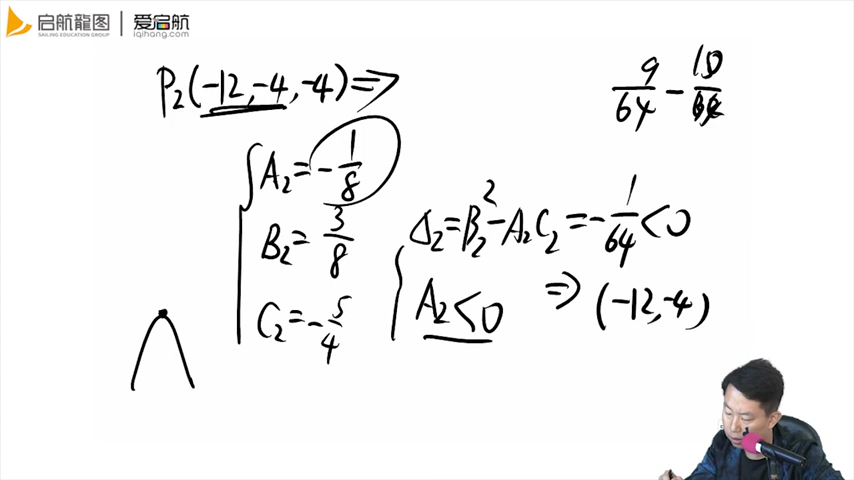 启航龍图 爱启航
SAILING EDUCATION GROUP iqihang.com
P₂(-12,-4,-4)⇒
9/64 - 10/64
A₂=-1/8
B₂=3/8
C₂=-5/4
Δ₂=B₂²-A₂C₂=-1/64<0
A₂<0 ⇒(-12,-4)